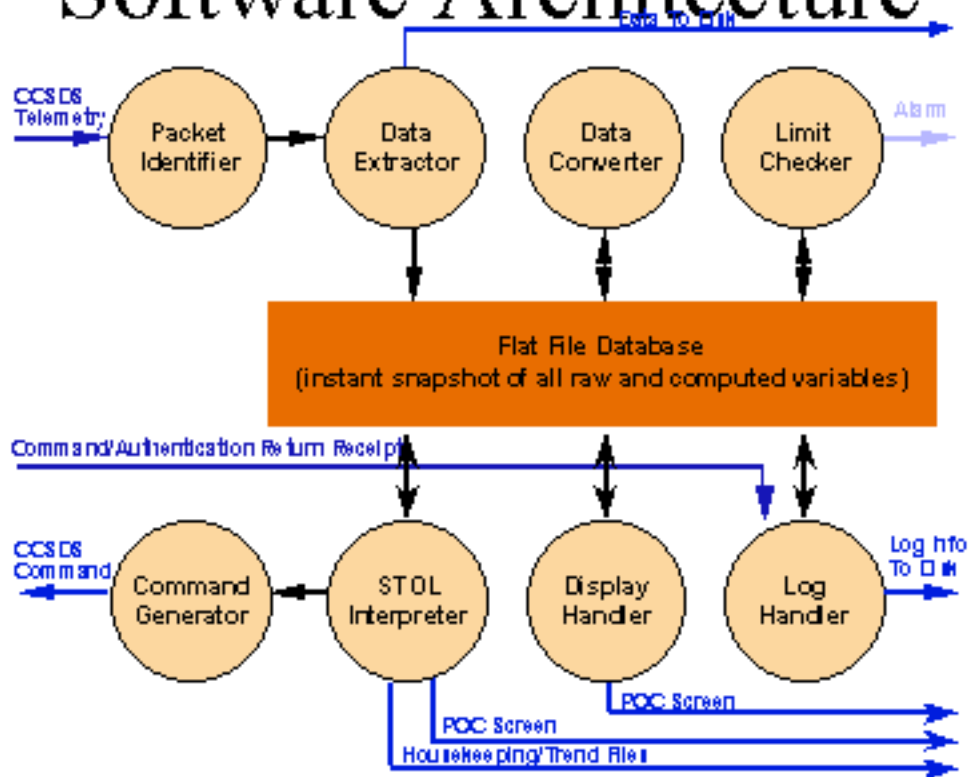 Software Architecture
Data To Disk
CCSDS
Telemetry
Packet
Identifier
Data
Extractor
Data
Converter
Limit
Checker
Alarm
Flat File Database
(instant snapshot of all raw and computed variables)
Command/Authentication Return Receipt
CCSDS
Command
Command
Generator
STOL
Interpreter
Display
Handler
Log
Handler
Log Info
To Disk
POC Screen
POC Screen
Housekeeping/Trend Files